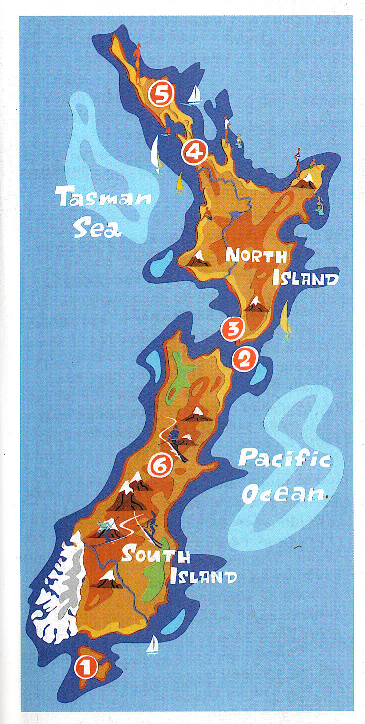 5
4
Tasman
Sea
North
Island
3
2
6
Pacific
Ocean
South
Island
1